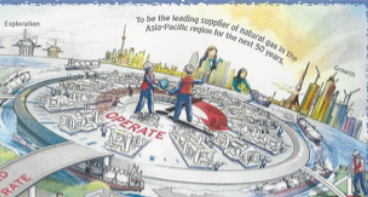 Exploration
To be the leading supplier of natural gas in the
Asia-Pacific region for the next 50 years.
Growth
OPERATE
RATE